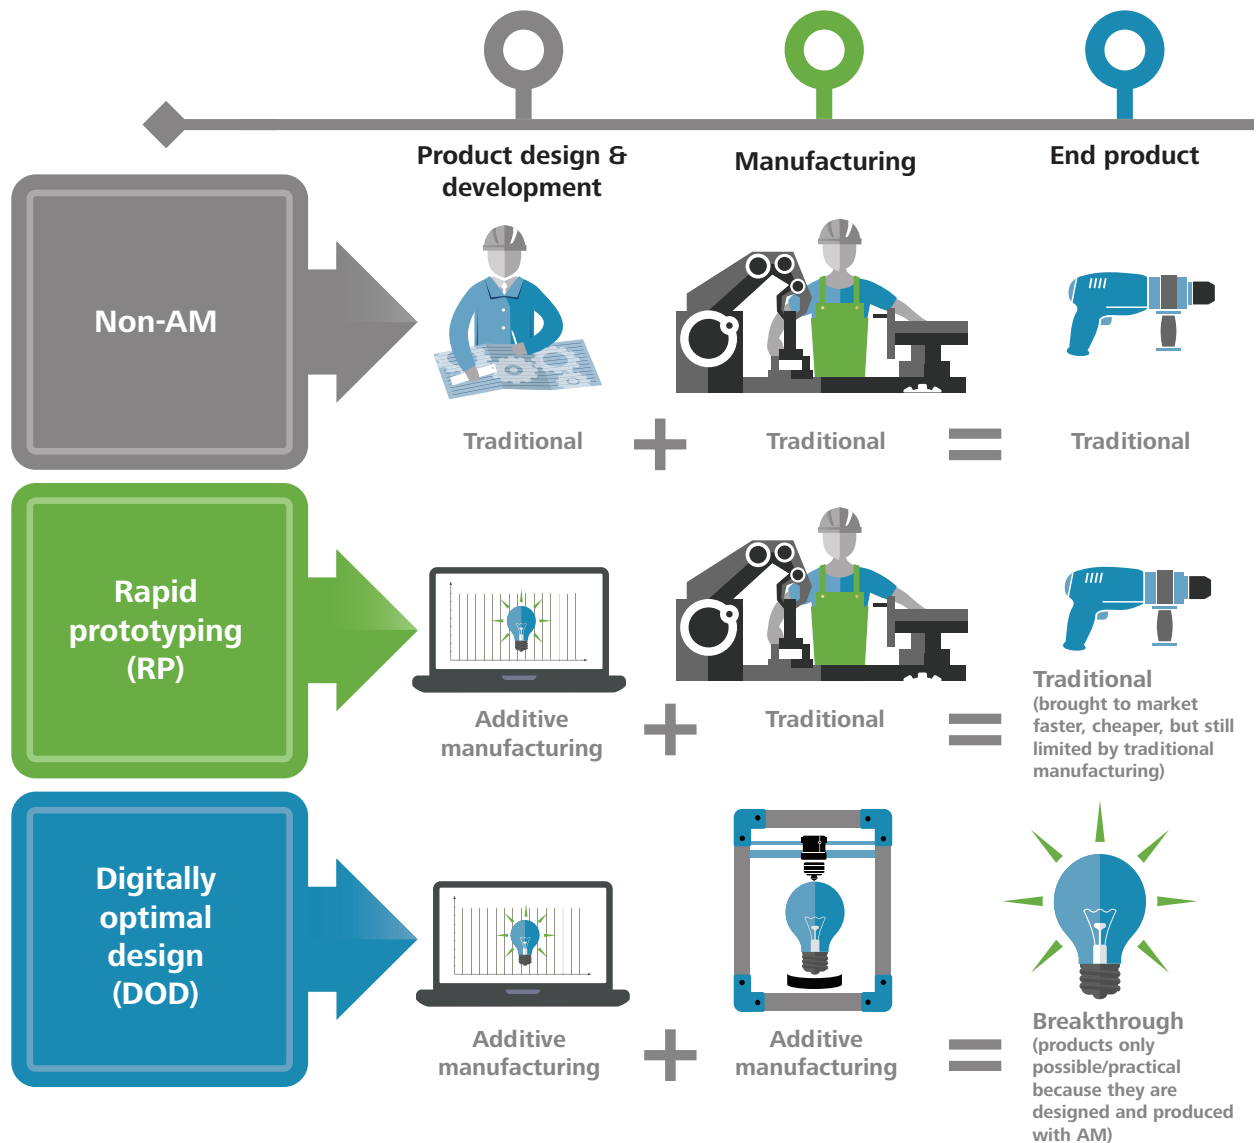 Product design &
development
Manufacturing
End product
Non-AM
Traditional
+
Traditional
=
Traditional
Rapid
prototyping
(RP)
Additive
manufacturing
+
Traditional
=
Traditional
(brought to market
faster, cheaper, but still
limited by traditional
manufacturing)
Digitally
optimal
design
(DOD)
Additive
manufacturing
+
Additive
manufacturing
=
Breakthrough
(products only
possible/practical
because they are
designed and produced
with AM)